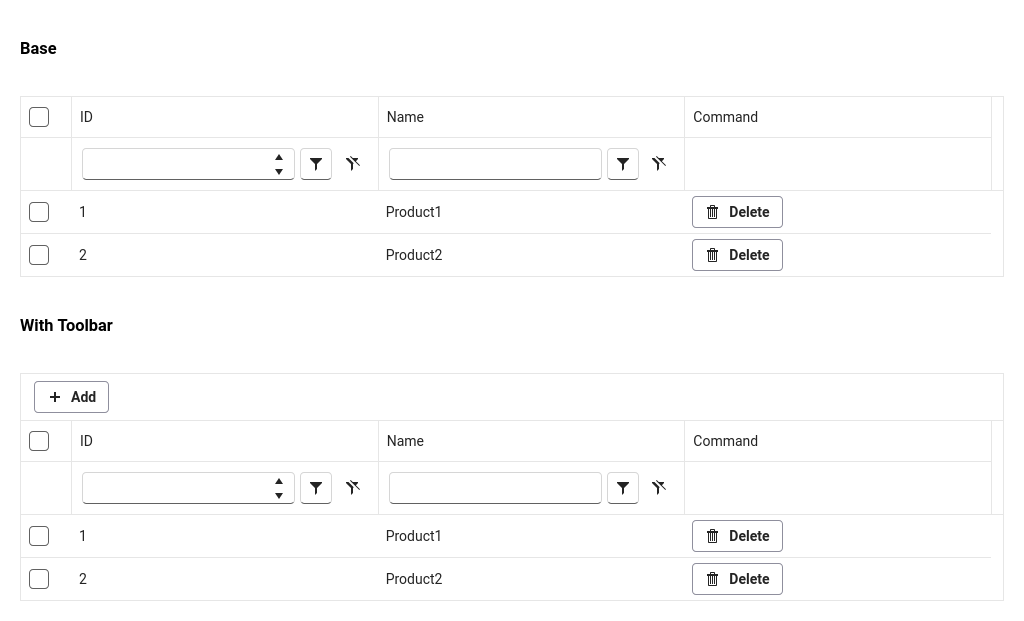 Base
ID Name Command
1 Product1 Delete
2 Product2 Delete
With Toolbar
Add
ID Name Command
1 Product1 Delete
2 Product2 Delete